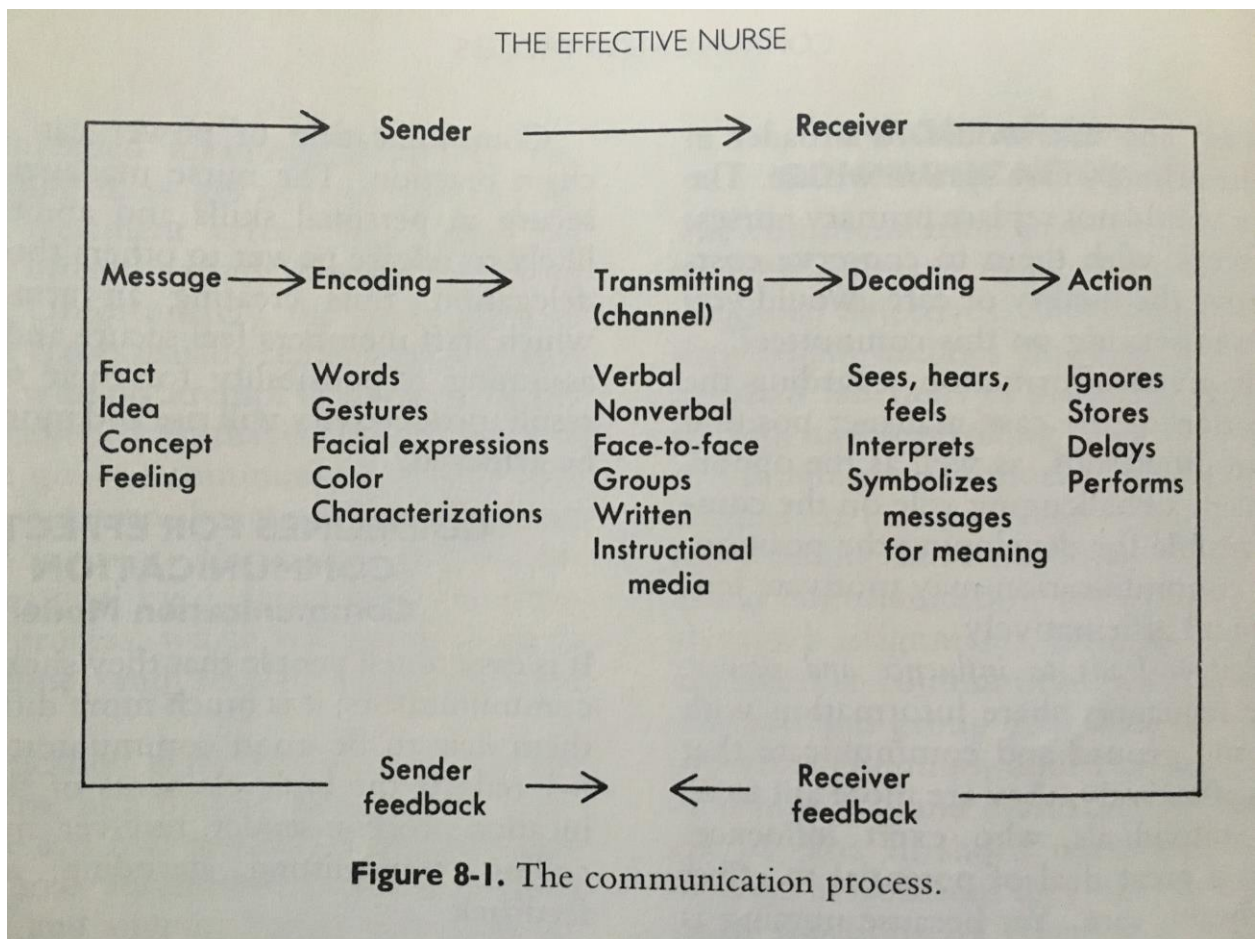 THE EFFECTIVE NURSE
Sender Receiver
Message Encoding Transmitting Decoding Action
(channel)
Fact Words Verbal Sees, hears, Ignores
Idea Gestures Nonverbal feels Stores
Concept Facial expressions Face-to-face Interprets Delays
Feeling Color Groups Symbolizes Performs
Characterizations Written messages
Instructional for meaning
media
Sender Receiver
feedback feedback
Figure 8-1. The communication process.